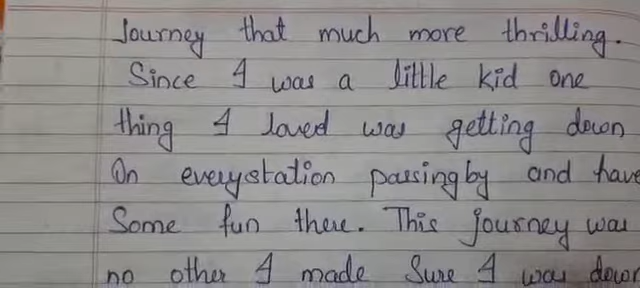 Journey that much more thrilling.
Since I was a little kid one
thing I loved was getting down
On everystation passingby and have
Some fun there. This journey was
no other I made Sure I was down